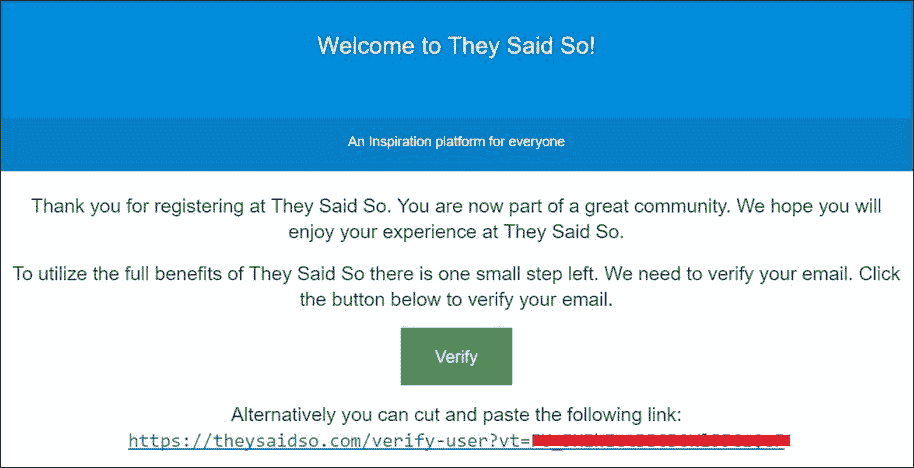 Welcome to They Said So!
An Inspiration platform for everyone
Thank you for registering at They Said So. You are now part of a great community. We hope you will
enjoy your experience at They Said So.
To utilize the full benefits of They Said So there is one small step left. We need to verify your email. Click
the button below to verify your email.
Verify
Alternatively you can cut and paste the following link:
https://theysaidso.com/verify-user?vt=